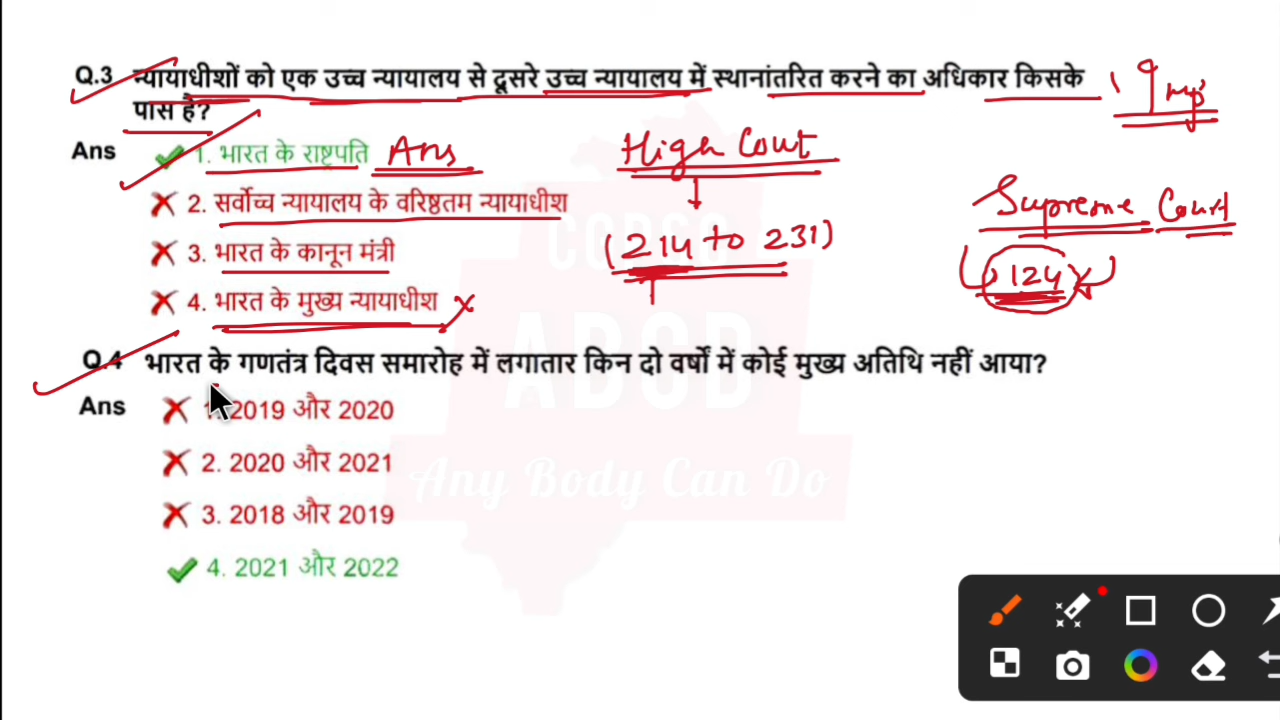 Q.3 न्यायाधीशों को एक उच्च न्यायालय से दूसरे उच्च न्यायालय में स्थानांतरित करने का अधिकार किसके
पास है?
Ans 1. भारत के राष्ट्रपति Ans
2. सर्वोच्च न्यायालय के वरिष्ठतम न्यायाधीश
3. भारत के कानून मंत्री
4. भारत के मुख्य न्यायाधीश
High Cout
(214 to 231)
Supreme Court
124
Q.4 भारत के गणतंत्र दिवस समारोह में लगातार किन दो वर्षों में कोई मुख्य अतिथि नहीं आया?
Ans 1. 2019 और 2020
2. 2020 और 2021
3. 2018 और 2019
4. 2021 और 2022
ABCD
Any Body Can Do